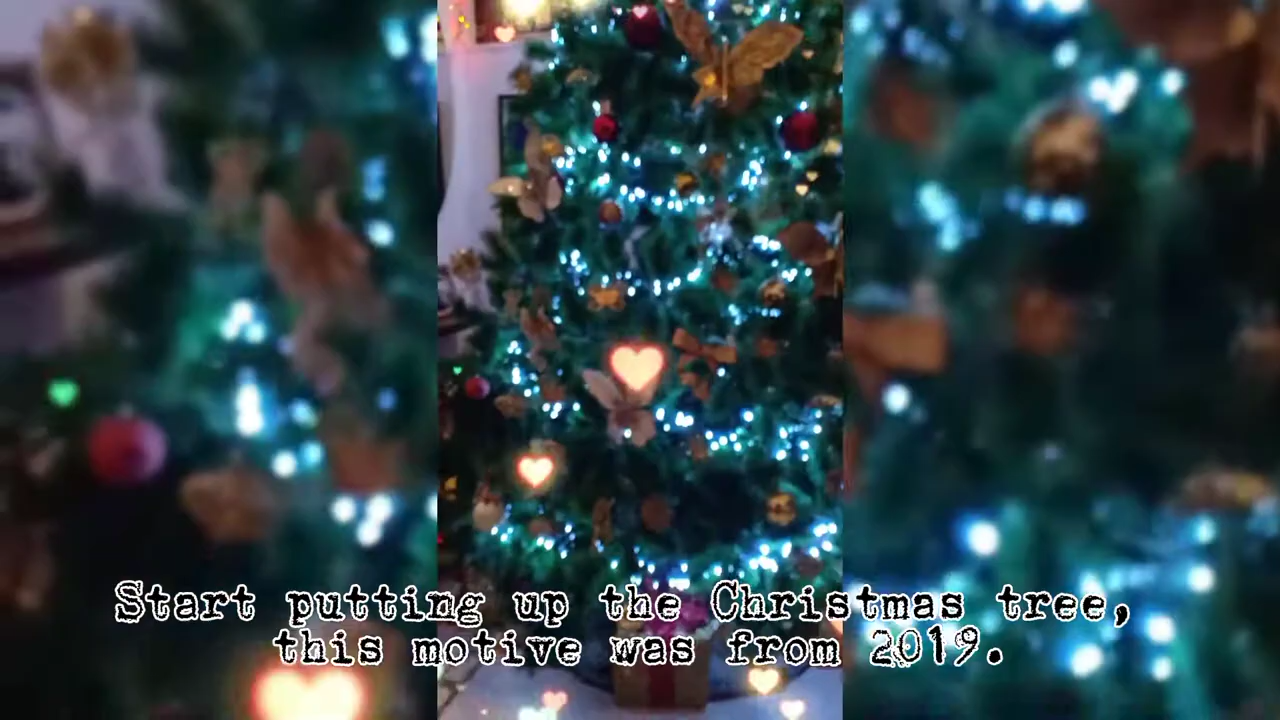 Start putting up the Christmas tree,
this motive was from 2019.